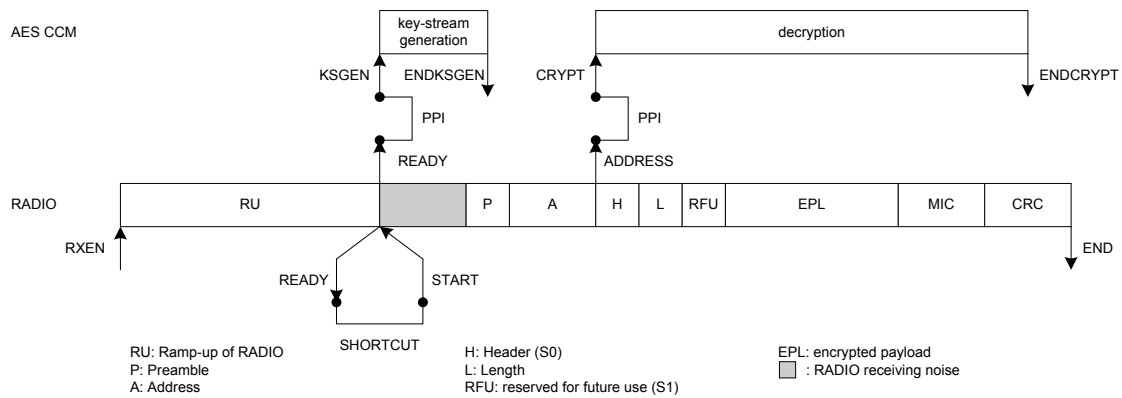 AES CCM
key-stream
generation
decryption
KSGEN
ENDKSGEN
CRYPT
ENDCRYPT
PPI
PPI
READY
ADDRESS
RADIO
RU
P
A
H
L
RFU
EPL
MIC
CRC
RXEN
END
READY
START
SHORTCUT
RU: Ramp-up of RADIO
P: Preamble
A: Address
H: Header (S0)
L: Length
RFU: reserved for future use (S1)
EPL: encrypted payload
: RADIO receiving noise